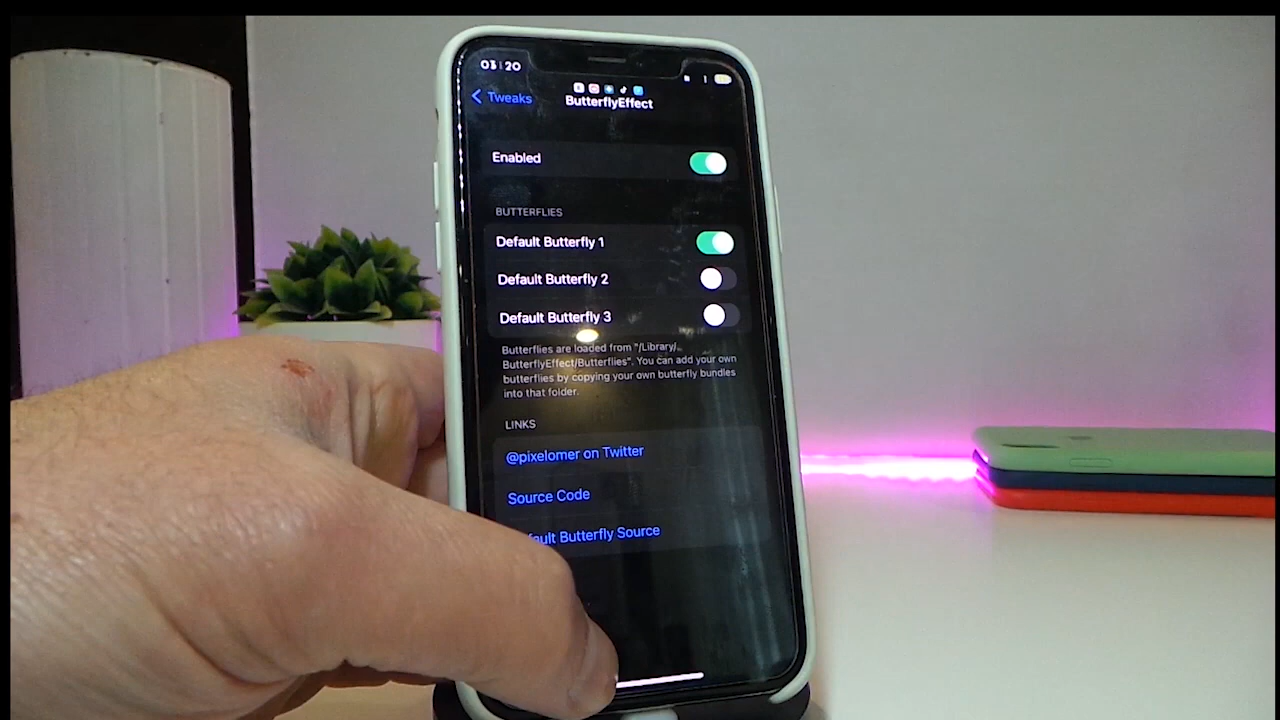 03:20
Tweaks
ButterflyEffect
Enabled
BUTTERFLIES
Default Butterfly 1
Default Butterfly 2
Default Butterfly 3
Butterflies are loaded from "/Library/
ButterflyEffect/Butterflies". You can add your own
butterflies by copying your own butterfly bundles
into that folder.
LINKS
@pixelomer on Twitter
Source Code
ault Butterfly Source